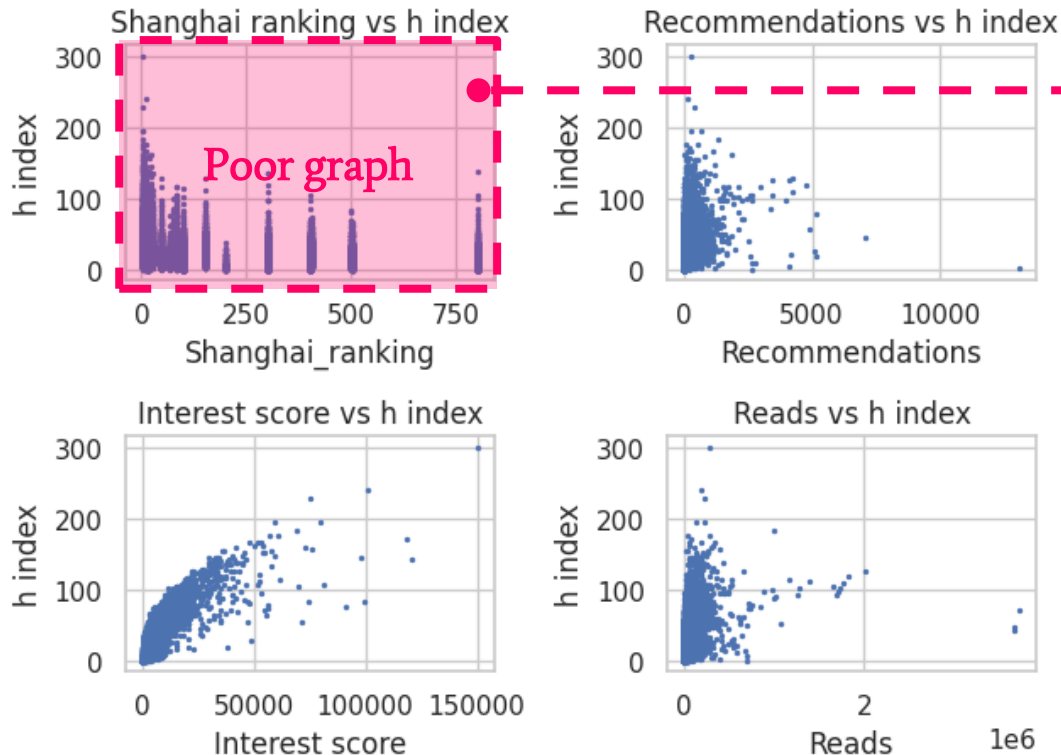 Shanghai ranking vs h index
Recommendations vs h index
300
200
100
0
h index
Poor graph
0
250
500
750
Shanghai_ranking
300
200
100
0
h index
0
5000
10000
Recommendations
Interest score vs h index
Reads vs h index
300
200
100
0
h index
0
50000
100000
150000
Interest score
300
200
100
0
h index
0
2
1e6
Reads